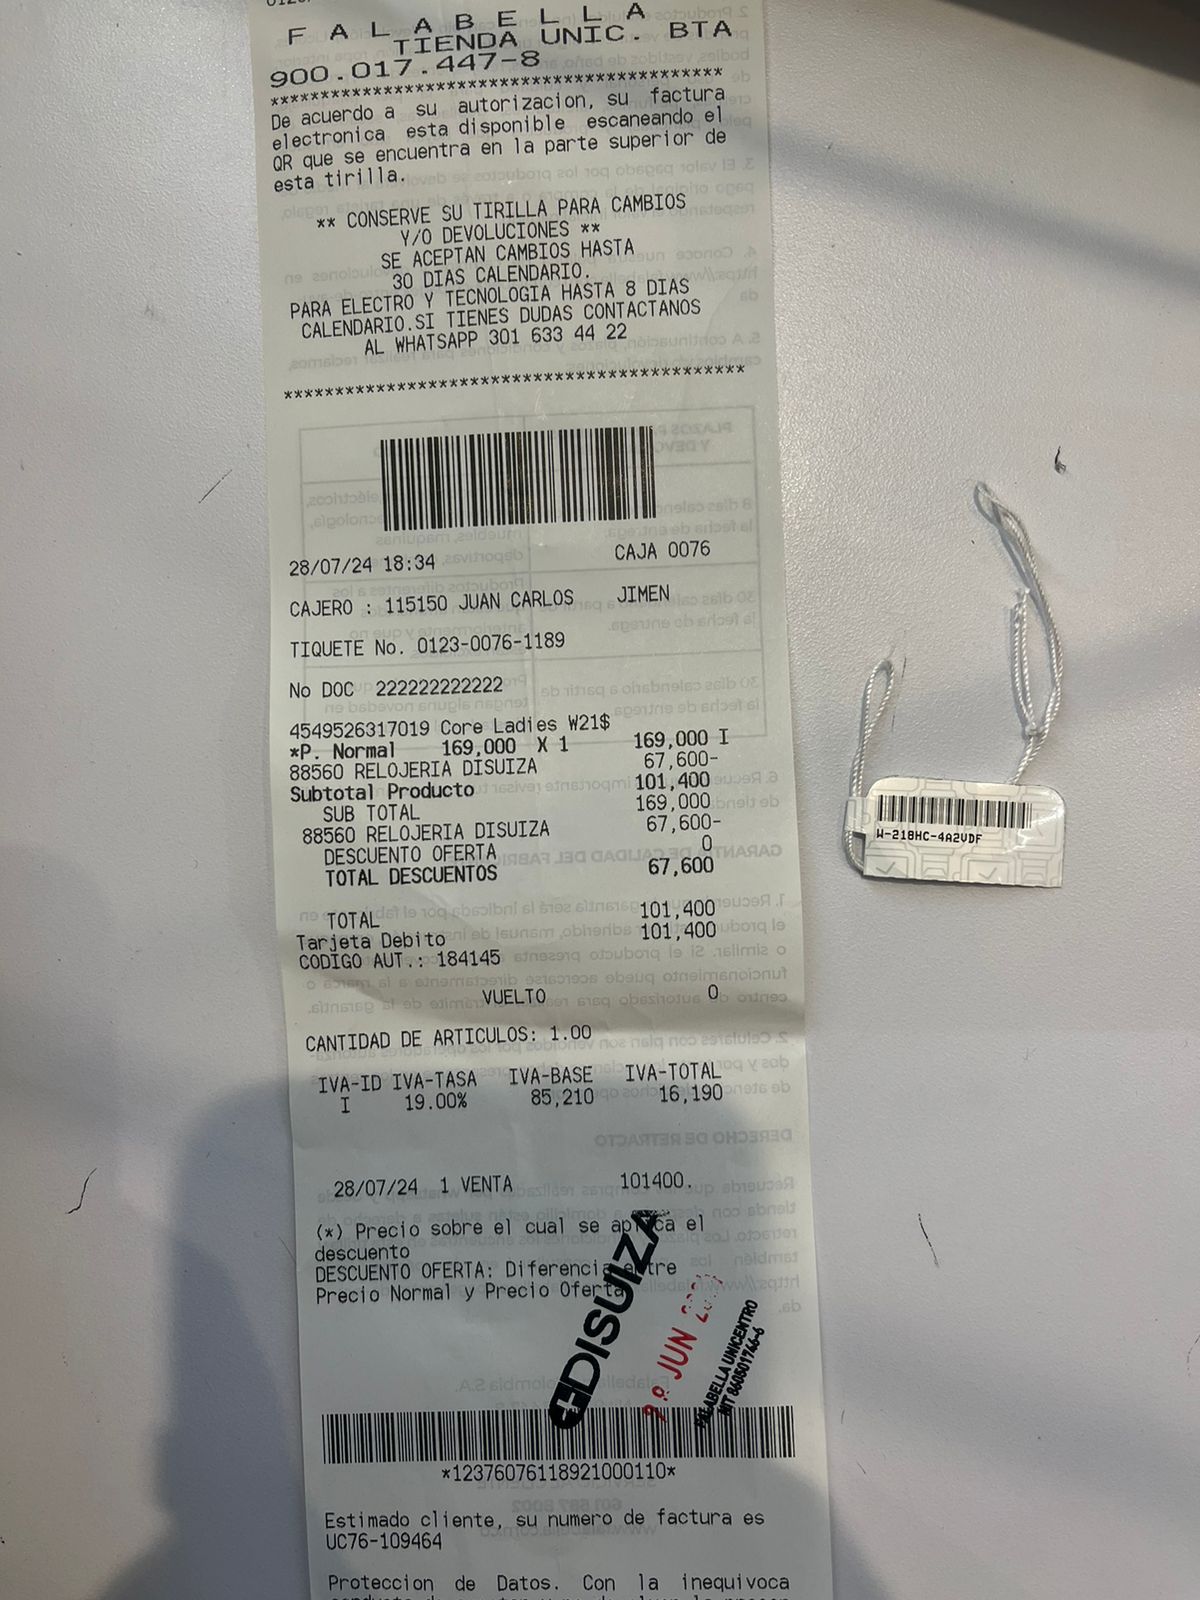 F A L A B E L L A
TIENDA UNIC. BTA
900.017.447-8
********************************************
De acuerdo a su autorizacion, su factura
electronica esta disponible escaneando el
QR que se encuentra en la parte superior de
esta tirilla.
** CONSERVE SU TIRILLA PARA CAMBIOS
Y/O DEVOLUCIONES **
SE ACEPTAN CAMBIOS HASTA
30 DIAS CALENDARIO.
PARA ELECTRO Y TECNOLOGIA HASTA 8 DIAS
CALENDARIO.SI TIENES DUDAS CONTACTANOS
AL WHATSAPP 301 633 44 22
********************************************
28/07/24 18:34 CAJA 0076
CAJERO : 115150 JUAN CARLOS JIMEN
TIQUETE No. 0123-0076-1189
No DOC 222222222222
4549526317019 Core Ladies W21$
*P. Normal 169,000 X 1 169,000 I
88560 RELOJERIA DISUIZA 67,600-
Subtotal Producto 101,400
SUB TOTAL 169,000
88560 RELOJERIA DISUIZA 67,600-
DESCUENTO OFERTA 0
TOTAL DESCUENTOS 67,600
TOTAL 101,400
Tarjeta Debito 101,400
CODIGO AUT.: 184145
VUELTO 0
CANTIDAD DE ARTICULOS: 1.00
IVA-ID IVA-TASA IVA-BASE IVA-TOTAL
I 19.00% 85,210 16,190
28/07/24 1 VENTA 101400.
(*) Precio sobre el cual se aplica el
descuento
DESCUENTO OFERTA: Diferencia entre
Precio Normal y Precio Oferta
DISUIZA
JUN
FALABELLA UNICENTRO
NIT 860501766-6
*12376076118921000110*
Estimado cliente, su numero de factura es
UC76-109464
Proteccion de Datos. Con la inequivoca
W-218HC-4A2VDF